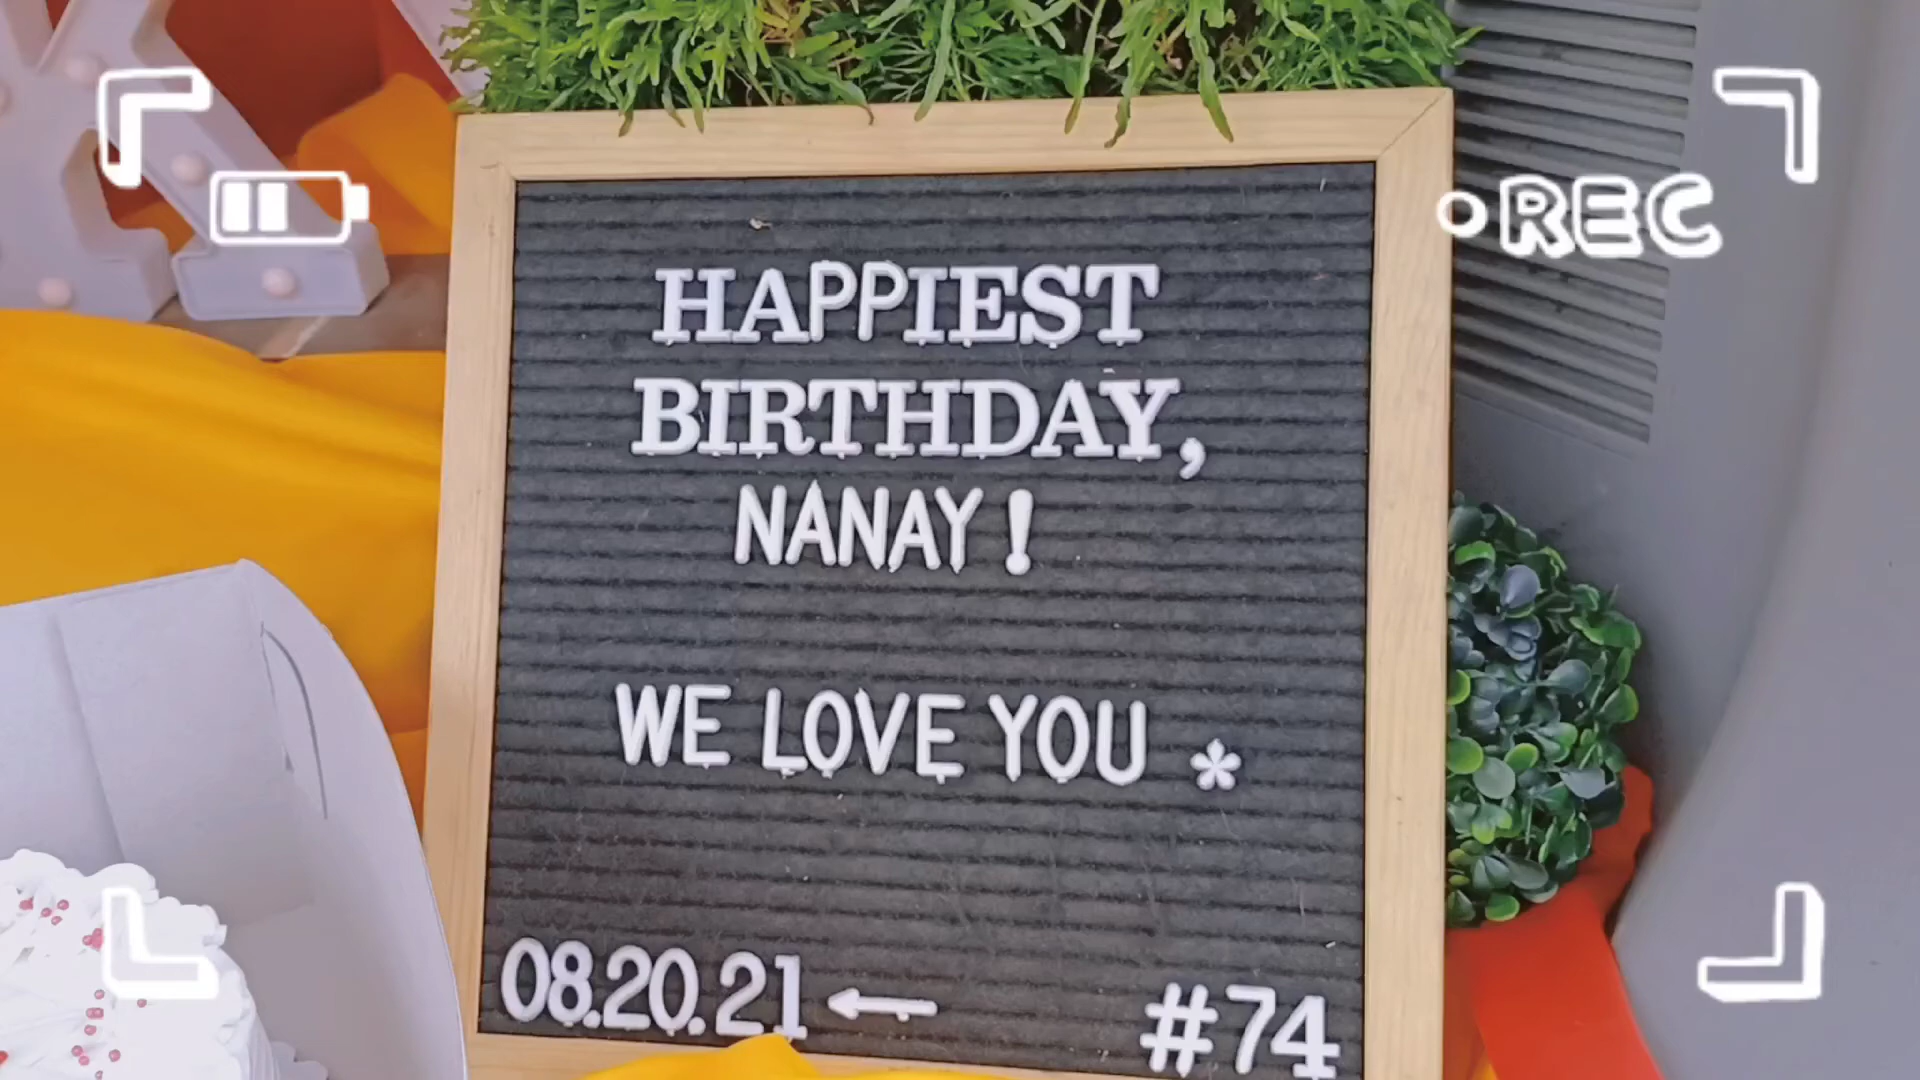 REC
HAPPIEST
BIRTHDAY,
NANAY!
WE LOVE YOU *
08.20.21 ← #74